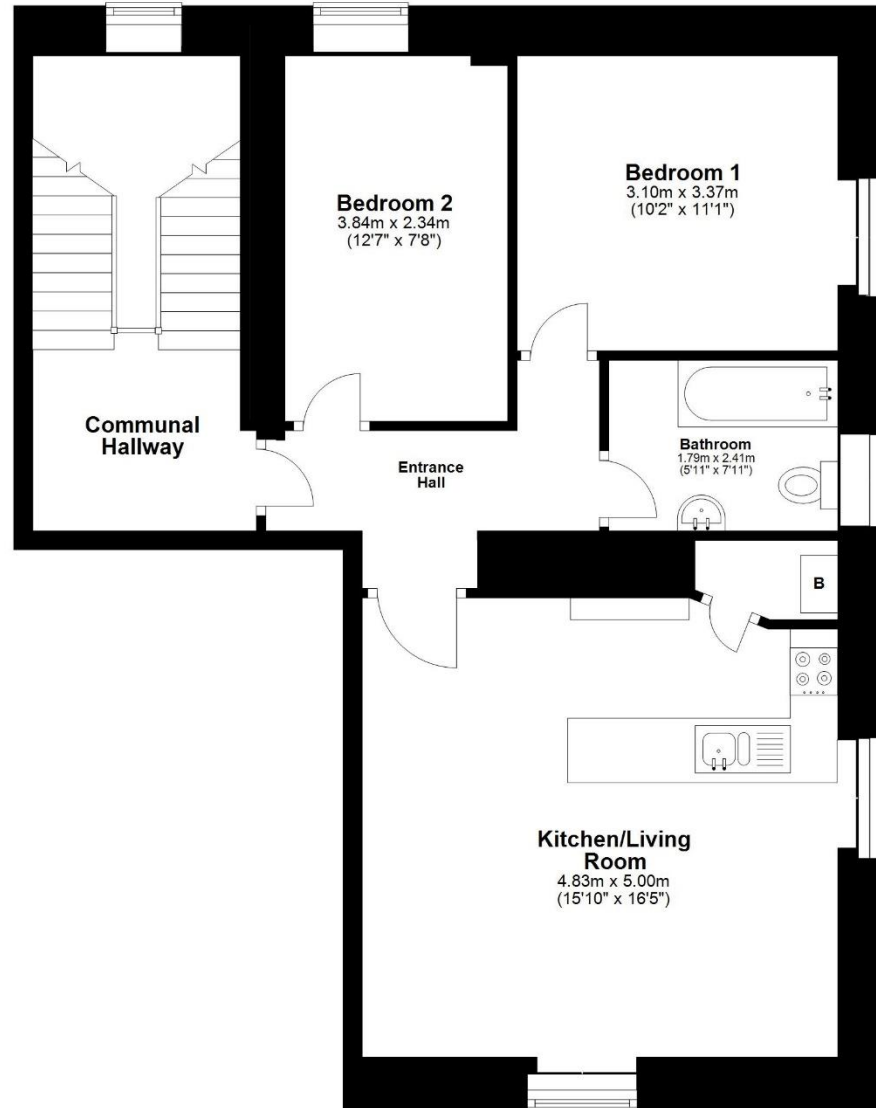 Bedroom 2
3.84m x 2.34m
(12'7" x 7'8")
Bedroom 1
3.10m x 3.37m
(10'2" x 11'1")
Communal
Hallway
Entrance
Hall
Bathroom
1.79m x 2.41m
(5'11" x 7'11")
B
Kitchen/Living
Room
4.83m x 5.00m
(15'10" x 16'5")